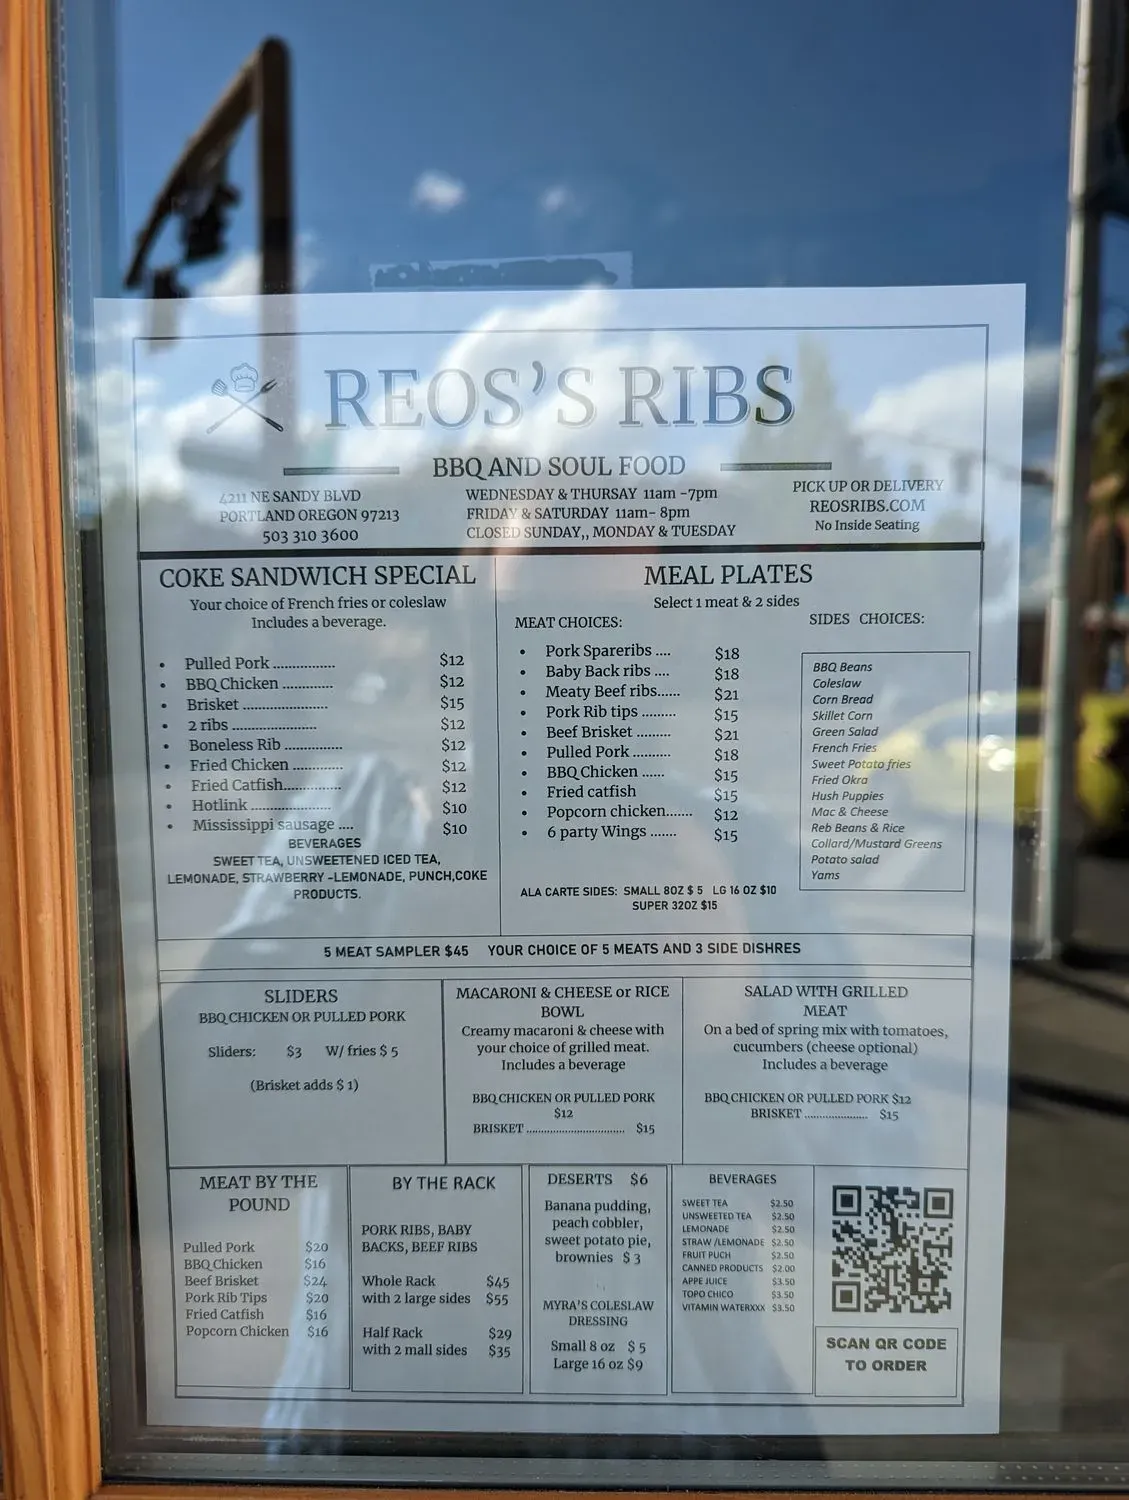 REOS'S RIBS
BBQ AND SOUL FOOD
4211 NE SANDY BLVD
PORTLAND OREGON 97213
503 310 3600
WEDNESDAY & THURSAY 11am -7pm
FRIDAY & SATURDAY 11am- 8pm
CLOSED SUNDAY,, MONDAY & TUESDAY
PICK UP OR DELIVERY
REOSRIBS.COM
No Inside Seating
COKE SANDWICH SPECIAL
Your choice of French fries or coleslaw
Includes a beverage.
• Pulled Pork ................ $12
• BBQ Chicken ............. $12
• Brisket ...................... $15
• 2 ribs ...................... $12
• Boneless Rib ............... $12
• Fried Chicken ............. $12
• Fried Catfish............... $12
• Hotlink ..................... $10
• Mississippi sausage .... $10
BEVERAGES
SWEET TEA, UNSWEETENED ICED TEA,
LEMONADE, STRAWBERRY -LEMONADE, PUNCH,COKE
PRODUCTS.
MEAL PLATES
Select 1 meat & 2 sides
MEAT CHOICES:
• Pork Spareribs .... $18
• Baby Back ribs .... $18
• Meaty Beef ribs...... $21
• Pork Rib tips ......... $15
• Beef Brisket ......... $21
• Pulled Pork .......... $18
• BBQ Chicken ...... $15
• Fried catfish $15
• Popcorn chicken....... $12
• 6 party Wings ....... $15
SIDES CHOICES:
BBQ Beans
Coleslaw
Corn Bread
Skillet Corn
Green Salad
French Fries
Sweet Potato fries
Fried Okra
Hush Puppies
Mac & Cheese
Reb Beans & Rice
Collard/Mustard Greens
Potato salad
Yams
ALA CARTE SIDES: SMALL 8OZ $ 5 LG 16 OZ $10
SUPER 32OZ $15
5 MEAT SAMPLER $45 YOUR CHOICE OF 5 MEATS AND 3 SIDE DISHRES
SLIDERS
BBQ CHICKEN OR PULLED PORK
Sliders: $3 W/ fries $ 5
(Brisket adds $ 1)
MACARONI & CHEESE or RICE
BOWL
Creamy macaroni & cheese with
your choice of grilled meat.
Includes a beverage
BBQ CHICKEN OR PULLED PORK
$12
BRISKET ................................. $15
SALAD WITH GRILLED
MEAT
On a bed of spring mix with tomatoes,
cucumbers (cheese optional)
Includes a beverage
BBQ CHICKEN OR PULLED PORK $12
BRISKET ..................... $15
MEAT BY THE
POUND
Pulled Pork $20
BBQ Chicken $16
Beef Brisket $24
Pork Rib Tips $20
Fried Catfish $16
Popcorn Chicken $16
BY THE RACK
PORK RIBS, BABY
BACKS, BEEF RIBS
Whole Rack $45
with 2 large sides $55
Half Rack $29
with 2 mall sides $35
DESERTS $6
Banana pudding,
peach cobbler,
sweet potato pie,
brownies $ 3
MYRA'S COLESLAW
DRESSING
Small 8 oz $ 5
Large 16 oz $9
BEVERAGES
SWEET TEA $2.50
UNSWEETED TEA $2.50
LEMONADE $2.50
STRAW /LEMONADE $2.50
FRUIT PUCH $2.50
CANNED PRODUCTS $2.00
APPE JUICE $3.50
TOPO CHICO $3.50
VITAMIN WATERXXX $3.50
SCAN QR CODE
TO ORDER